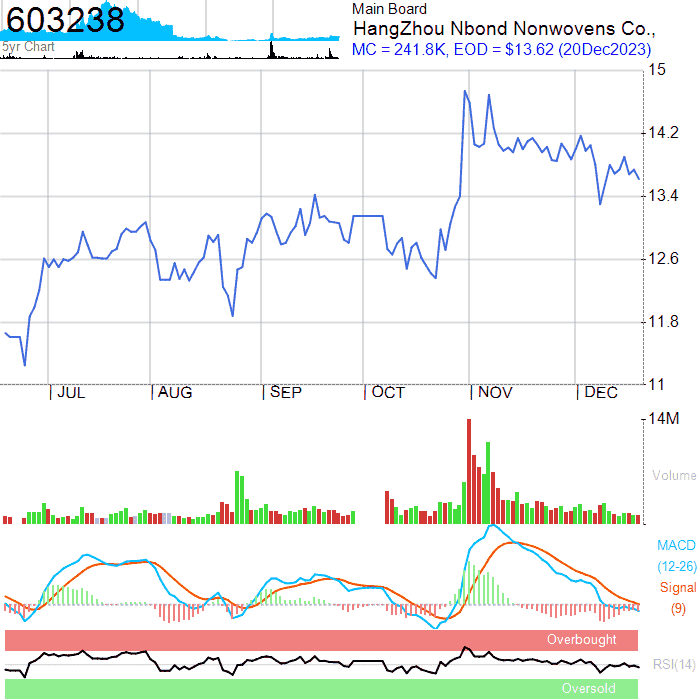 603238
5yr Chart
Main Board
HangZhou Nbond Nonwovens Co.,
MC = 241.8K, EOD = $13.62 (20Dec2023)
15
14.2
13.4
12.6
11.8
11
JUL AUG SEP OCT NOV DEC
14M
Volume
MACD
(12-26)
Signal
(9)
Overbought
RSI(14)
Oversold